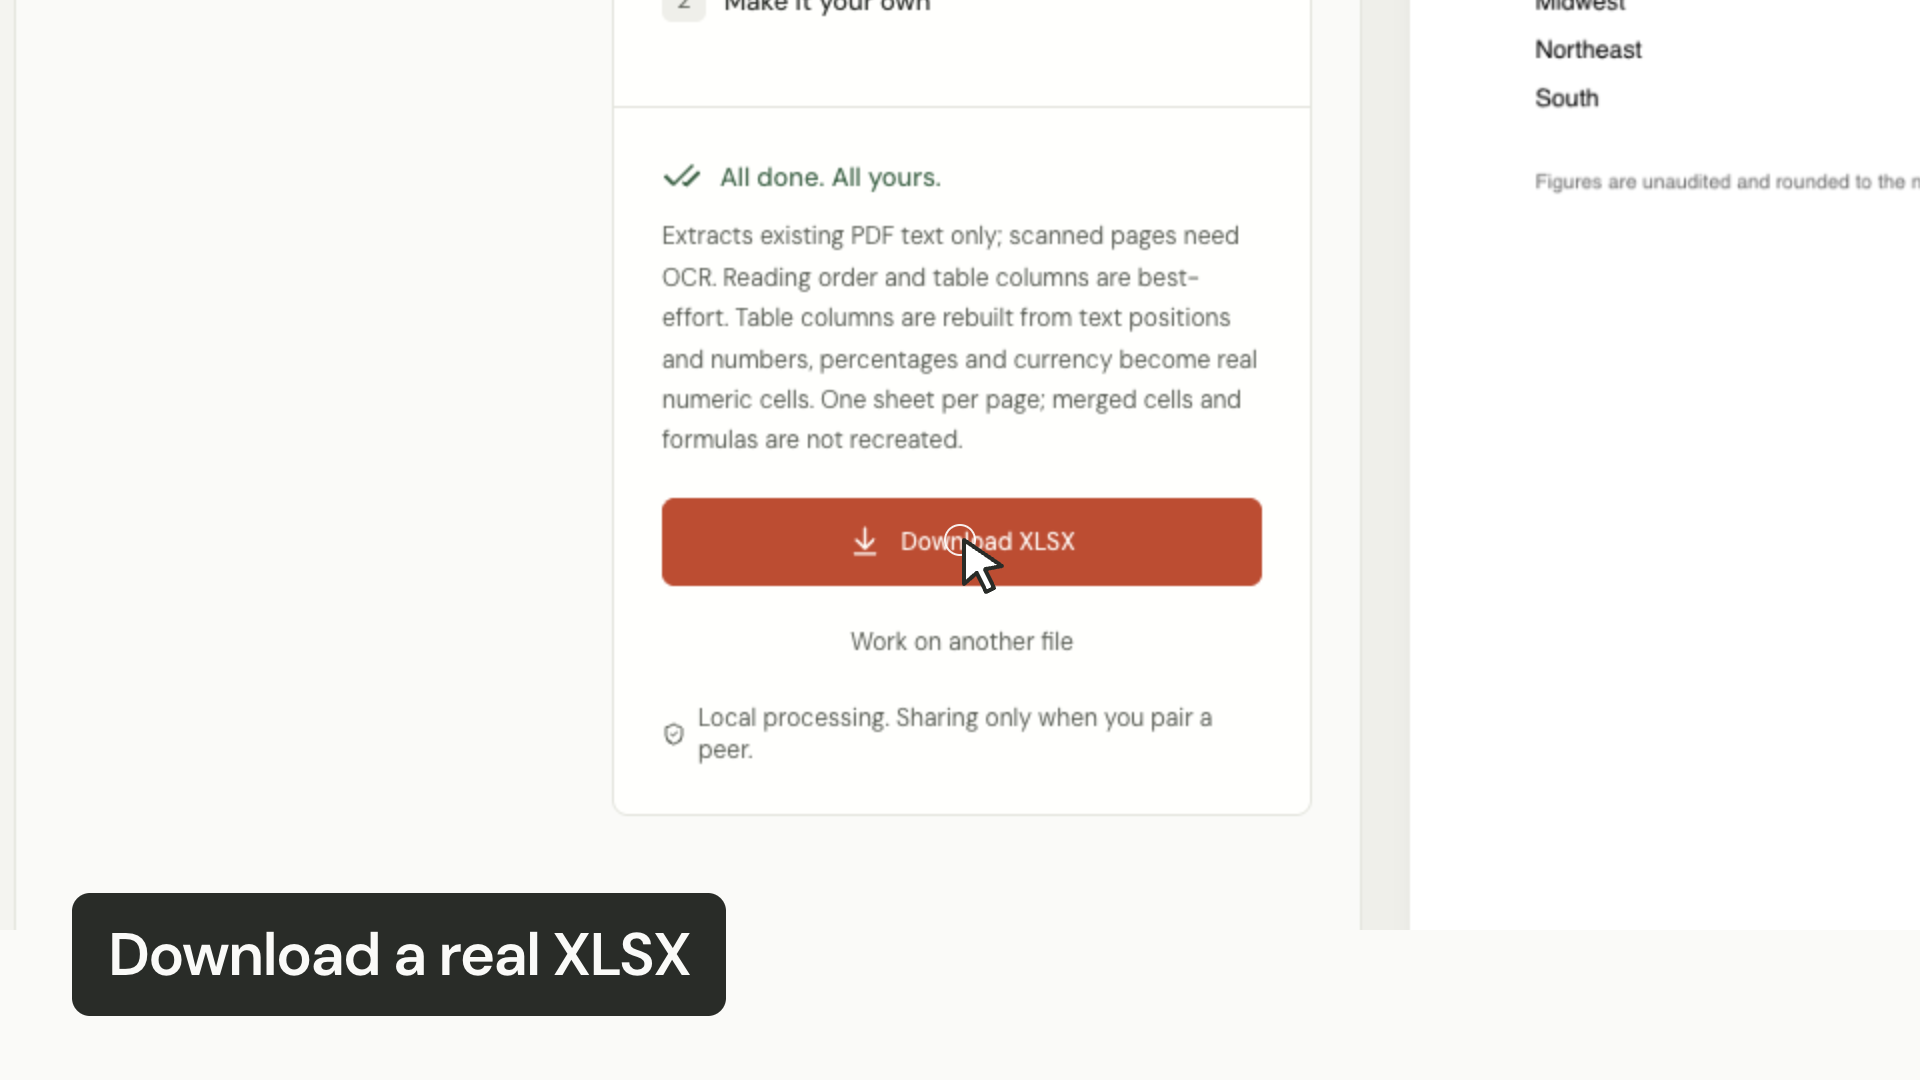 2 Make it your own
All done. All yours.
Extracts existing PDF text only; scanned pages need
OCR. Reading order and table columns are best-
effort. Table columns are rebuilt from text positions
and numbers, percentages and currency become real
numeric cells. One sheet per page; merged cells and
formulas are not recreated.
Download XLSX
Work on another file
Local processing. Sharing only when you pair a
peer.
Midwest
Northeast
South
Figures are unaudited and rounded to the
Download a real XLSX